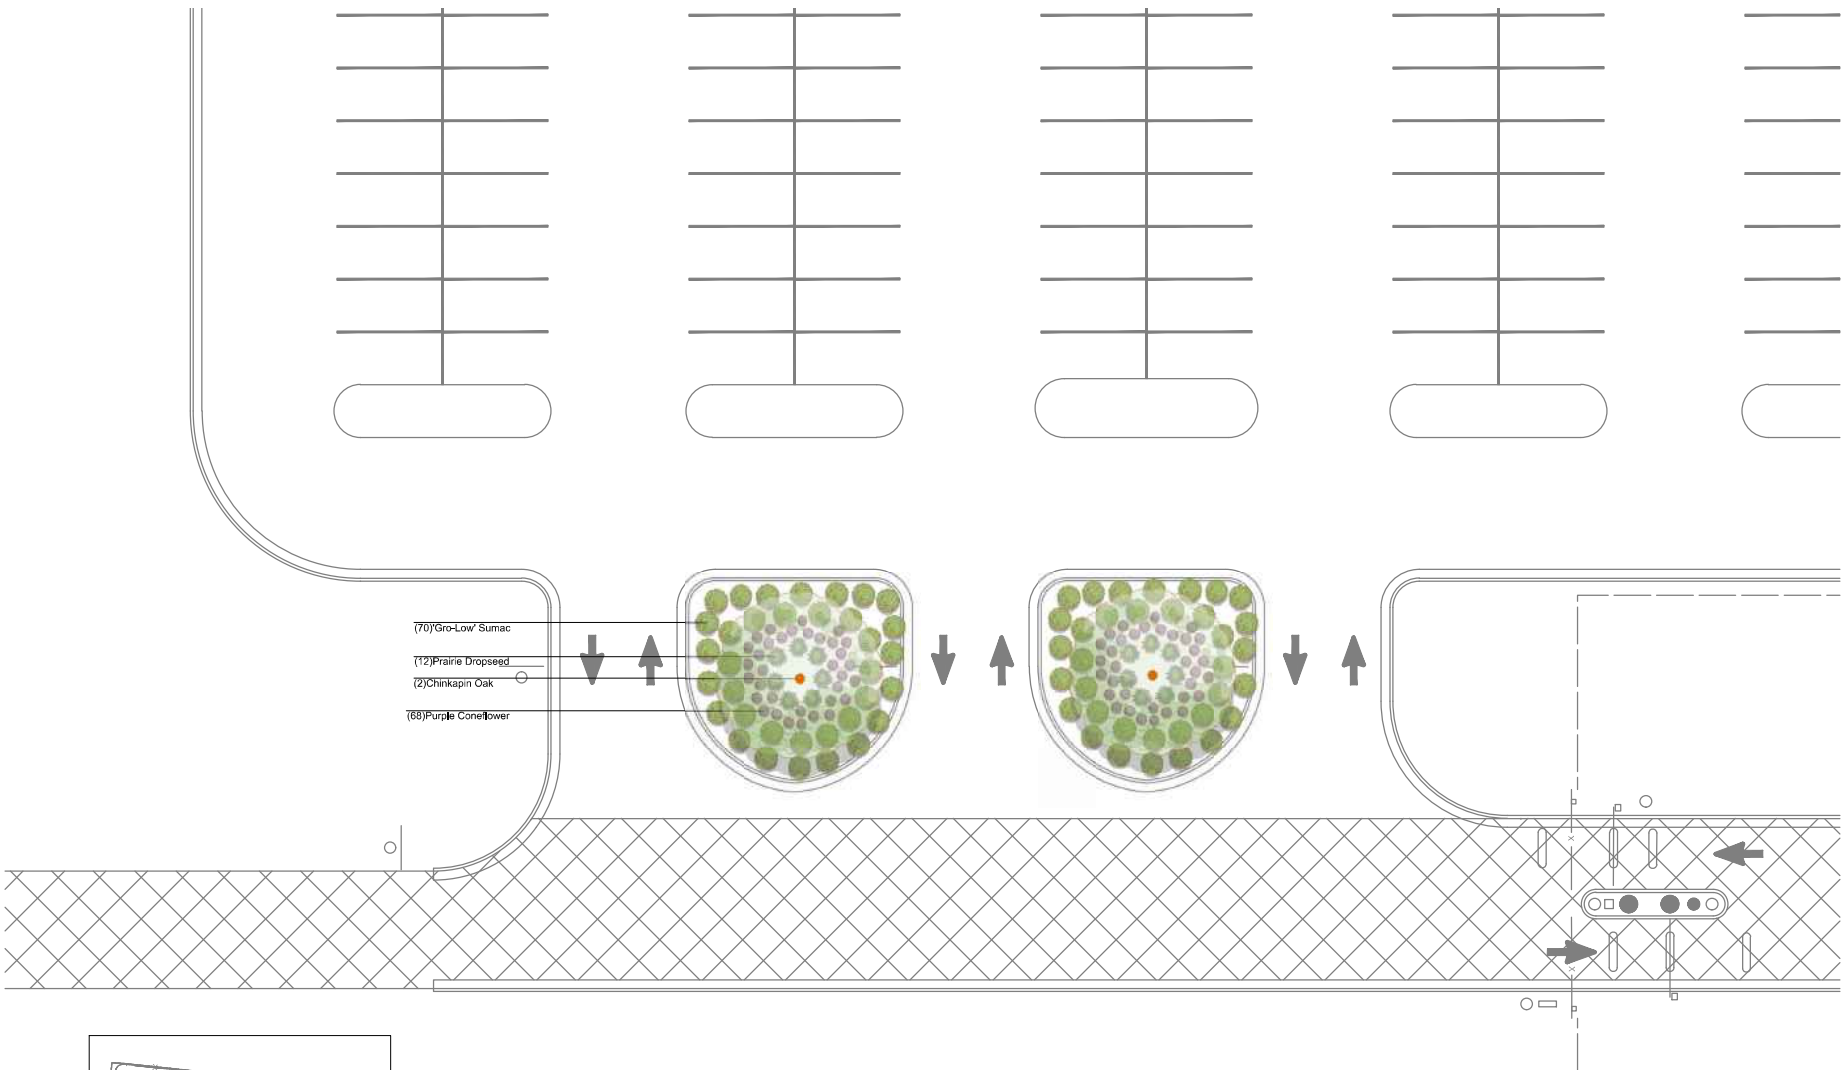 (70)'Gro-Low' Sumac
(12)Prairie Dropseed
(2)Chinkapin Oak
(68)Purple Coneflower